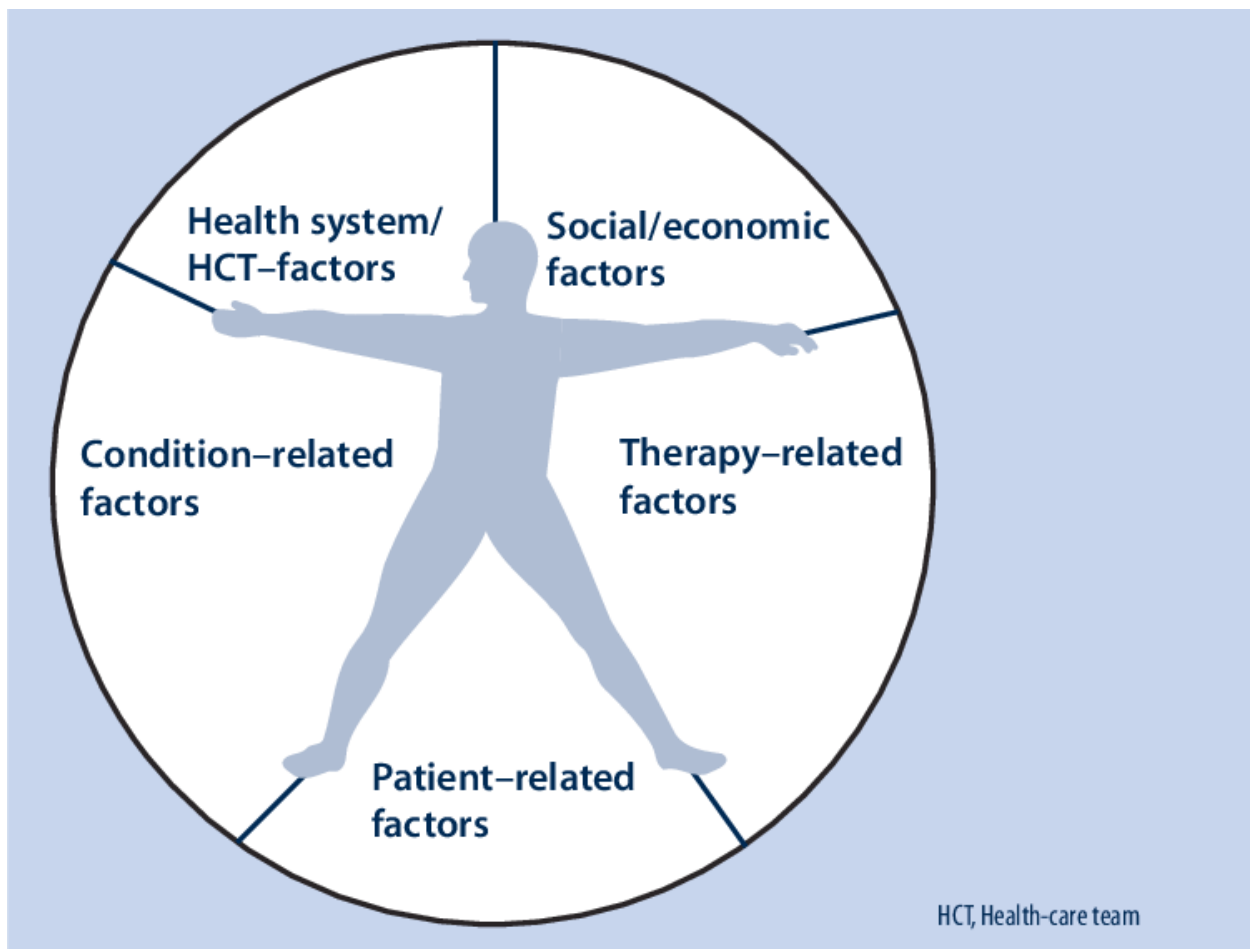 Health system/
HCT–factors
Social/economic
factors
Condition–related
factors
Therapy–related
factors
Patient–related
factors
HCT, Health-care team